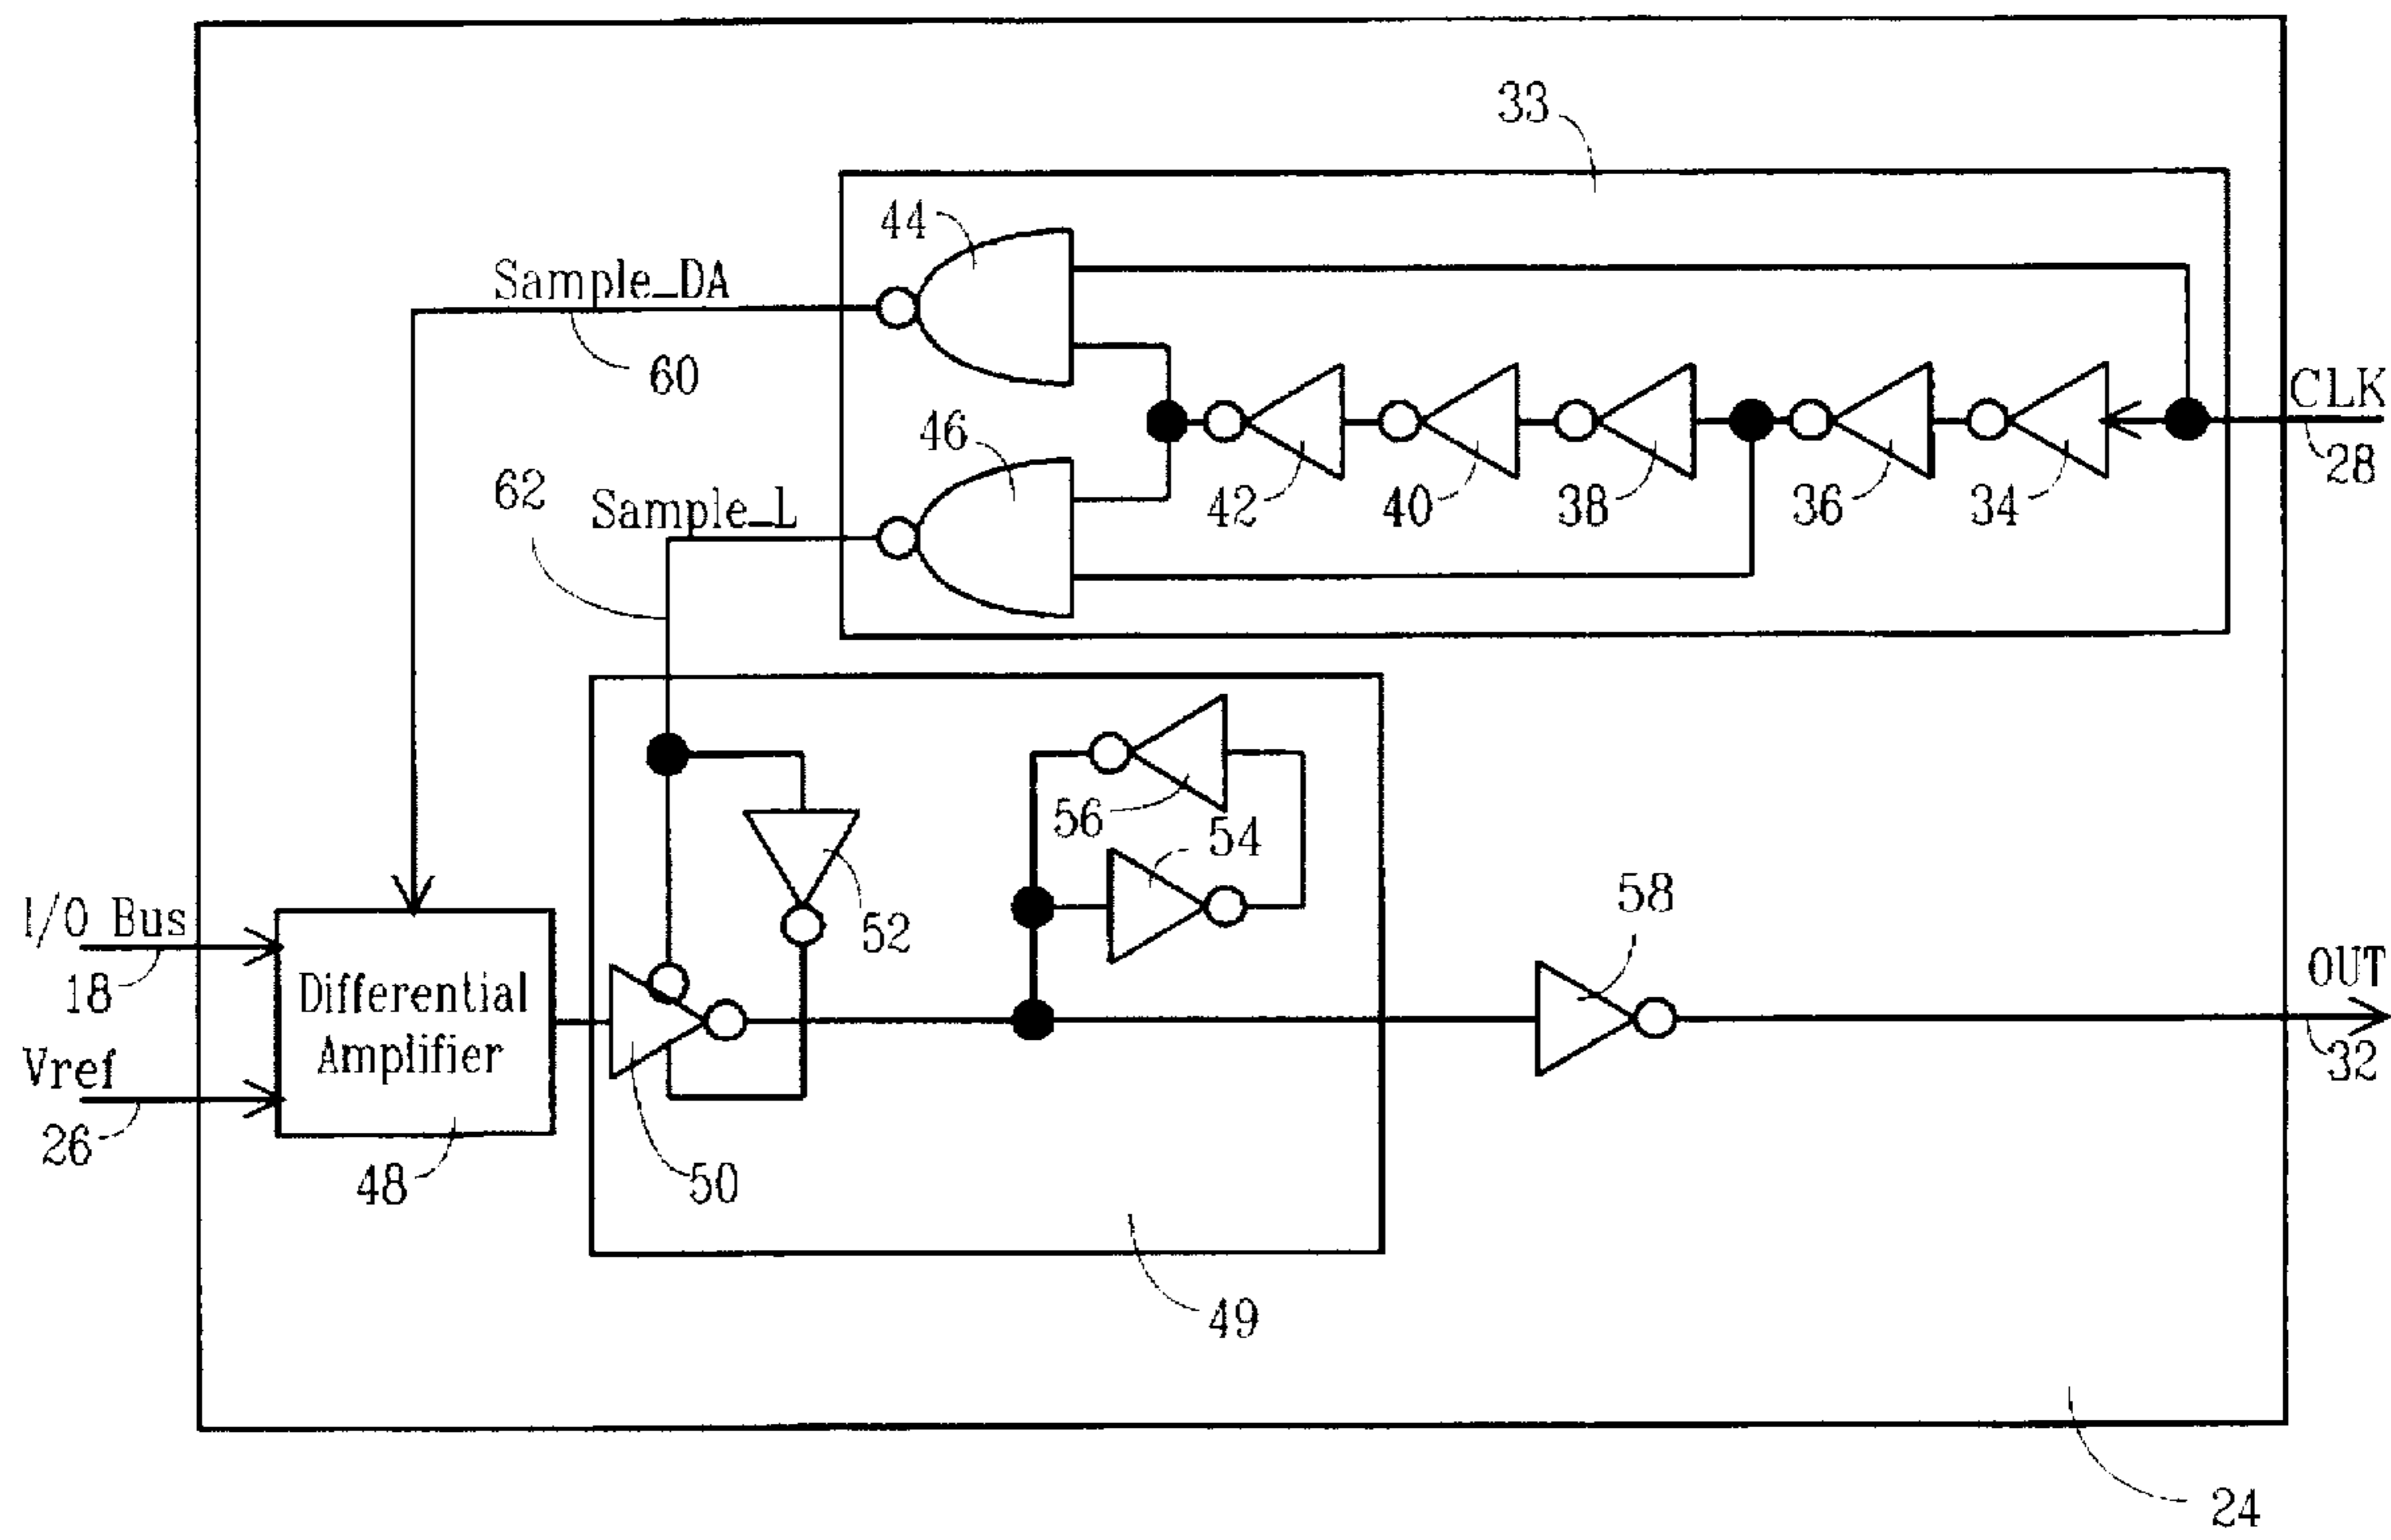 33
44
Sample_DA
60
CLK
28
46
62
Sample_L
42
40
38
36
34
56
54
52
58
I/O Bus
18
Differential
Amplifier
OUT
32
Vref
26
48
50
49
24